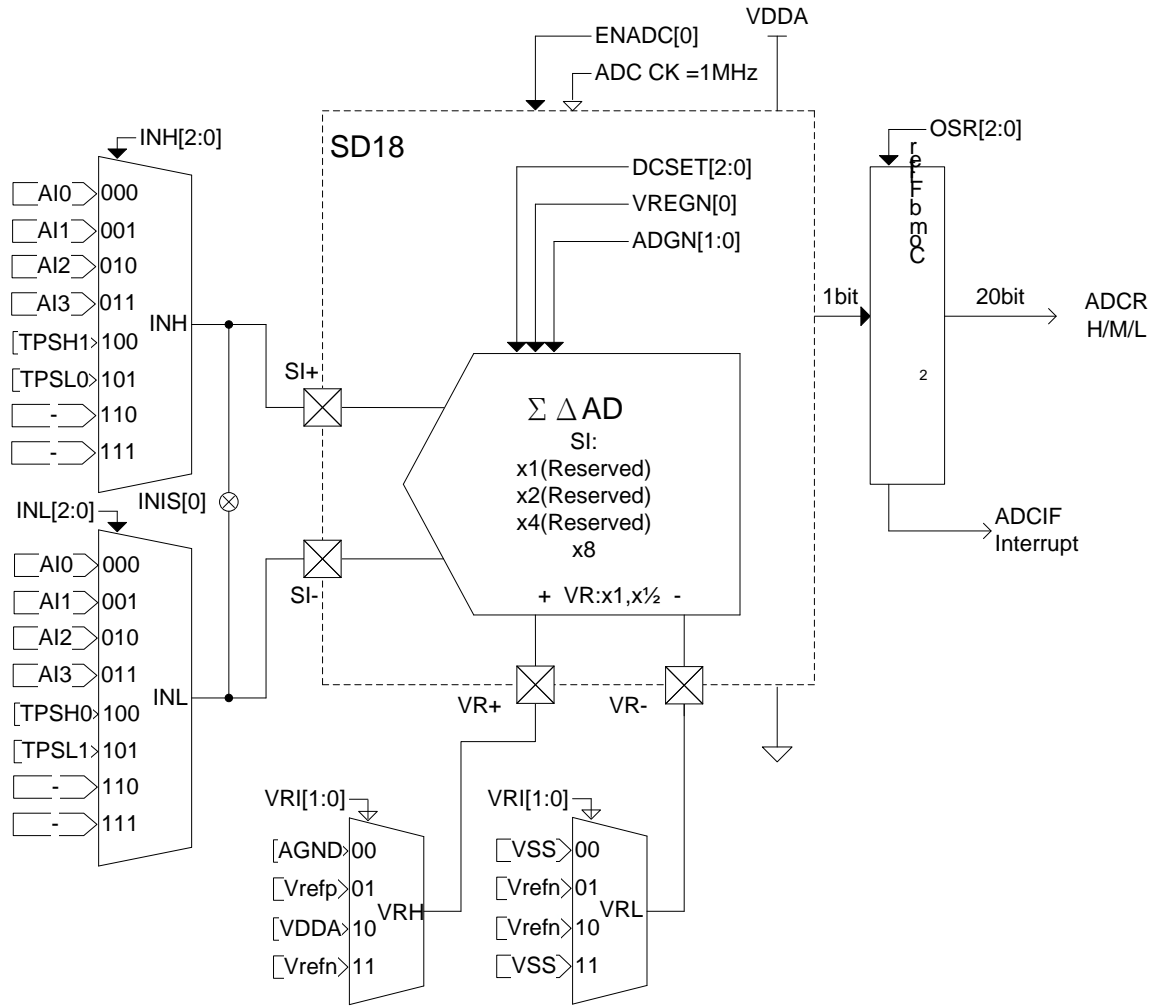 VDDA
ENADC[0]
ADC CK =1MHz
INH[2:0]
OSR[2:0]
SD18
Comb Filter
2
DCSET[2:0]
VREGN[0]
ADGN[1:0]
AI0 000
AI1 001
AI2 010
AI3 011
TPSH1 100
TPSL0 101
- 110
- 111
INH
1bit
20bit
ADCR
H/M/L
SI+
Σ Δ AD
SI:
x1(Reserved)
x2(Reserved)
x4(Reserved)
x8
+ VR:x1,x½ -
INIS[0]
INL[2:0]
ADCIF
Interrupt
AI0 000
AI1 001
AI2 010
AI3 011
TPSH0 100
TPSL1 101
- 110
- 111
INL
SI-
VR+
VR-
VRI[1:0]
AGND 00
Vrefp 01
VDDA 10
Vrefn 11
VRH
VRI[1:0]
VSS 00
Vrefn 01
Vrefn 10
VSS 11
VRL